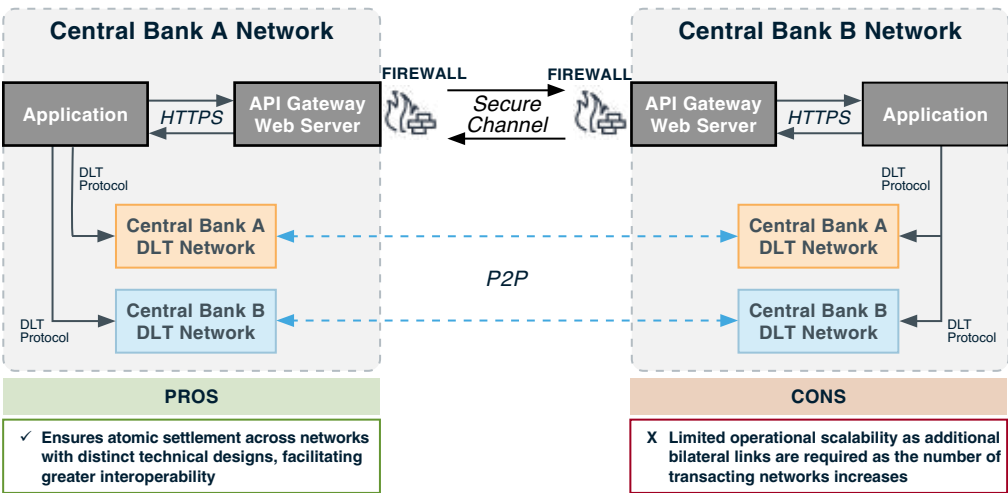 Central Bank A Network
Central Bank B Network
FIREWALL
FIREWALL
Application
HTTPS
API Gateway
Web Server
Secure
Channel
API Gateway
Web Server
HTTPS
Application
DLT
Protocol
DLT
Protocol
Central Bank A
DLT Network
Central Bank A
DLT Network
P2P
Central Bank B
DLT Network
Central Bank B
DLT Network
DLT
Protocol
DLT
Protocol
PROS
CONS
✓ Ensures atomic settlement across networks
with distinct technical designs, facilitating
greater interoperability
X Limited operational scalability as additional
bilateral links are required as the number of
transacting networks increases